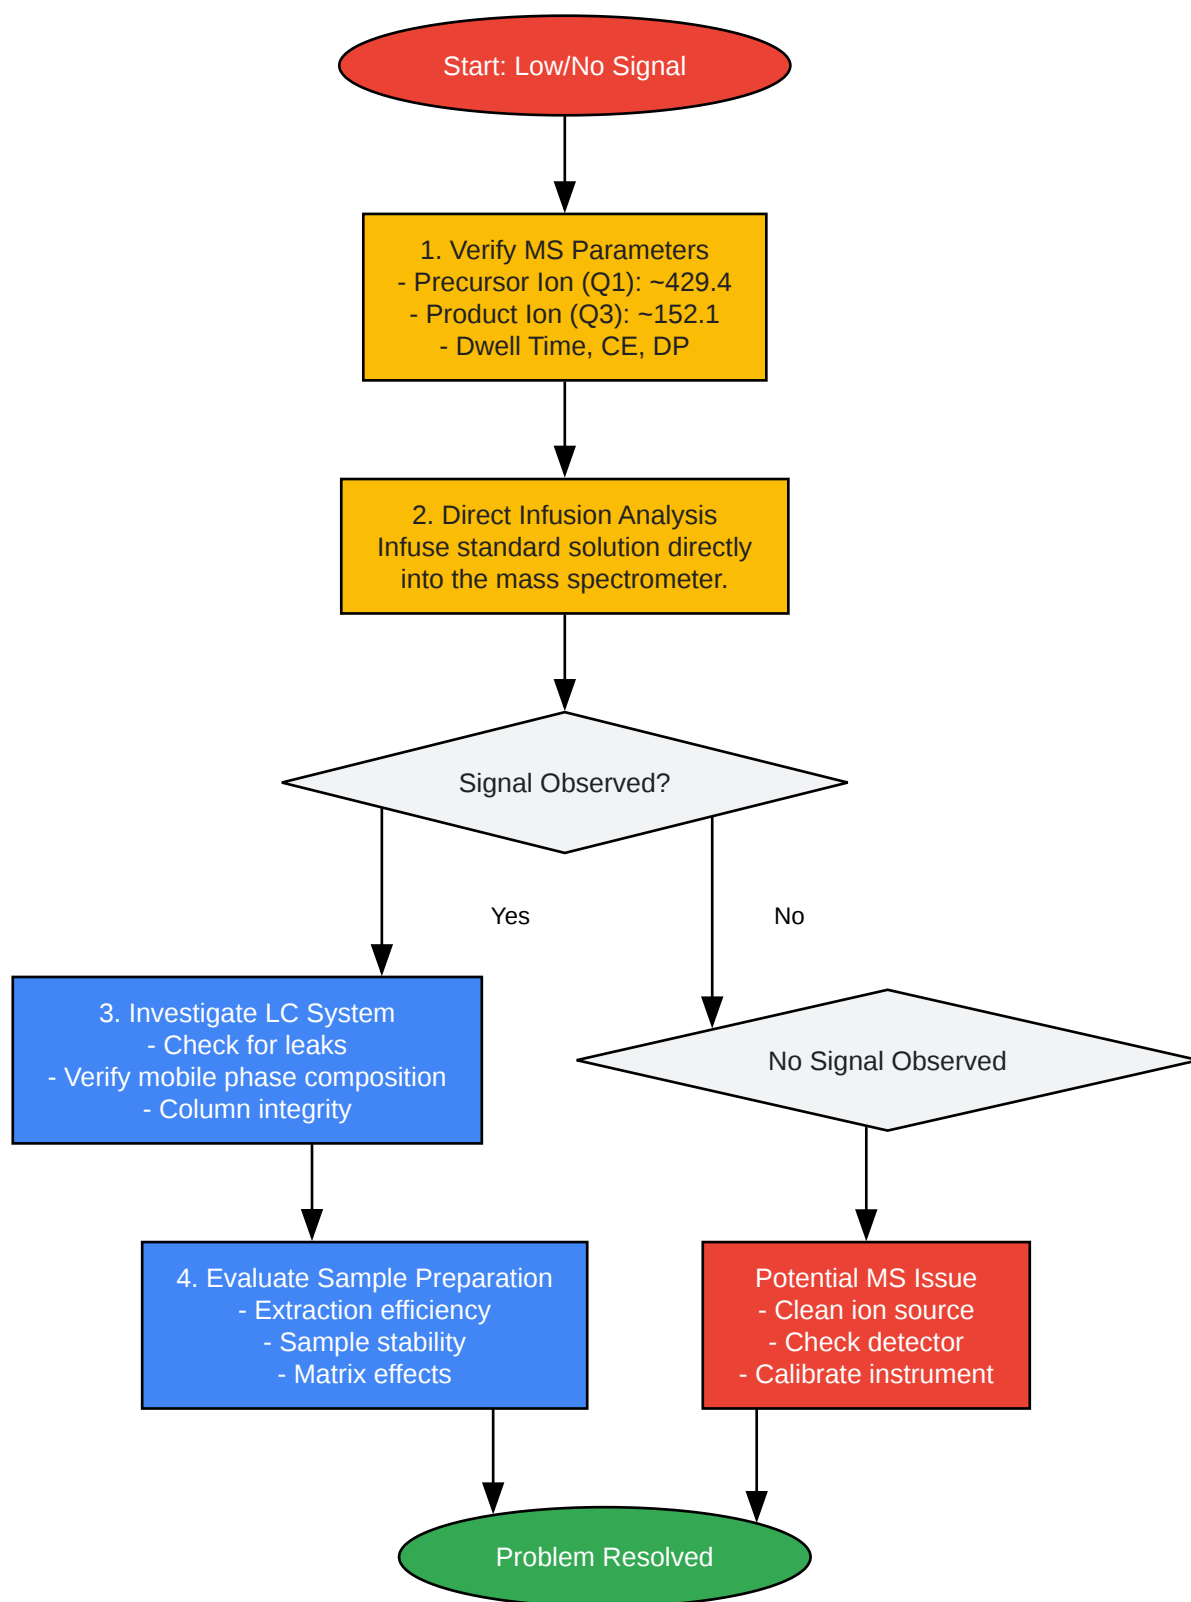 Start: Low/No Signal
1. Verify MS Parameters
- Precursor Ion (Q1): ~429.4
- Product Ion (Q3): ~152.1
- Dwell Time, CE, DP
2. Direct Infusion Analysis
Infuse standard solution directly
into the mass spectrometer.
Signal Observed?
Yes
No
3. Investigate LC System
- Check for leaks
- Verify mobile phase composition
- Column integrity
No Signal Observed
4. Evaluate Sample Preparation
- Extraction efficiency
- Sample stability
- Matrix effects
Potential MS Issue
- Clean ion source
- Check detector
- Calibrate instrument
Problem Resolved